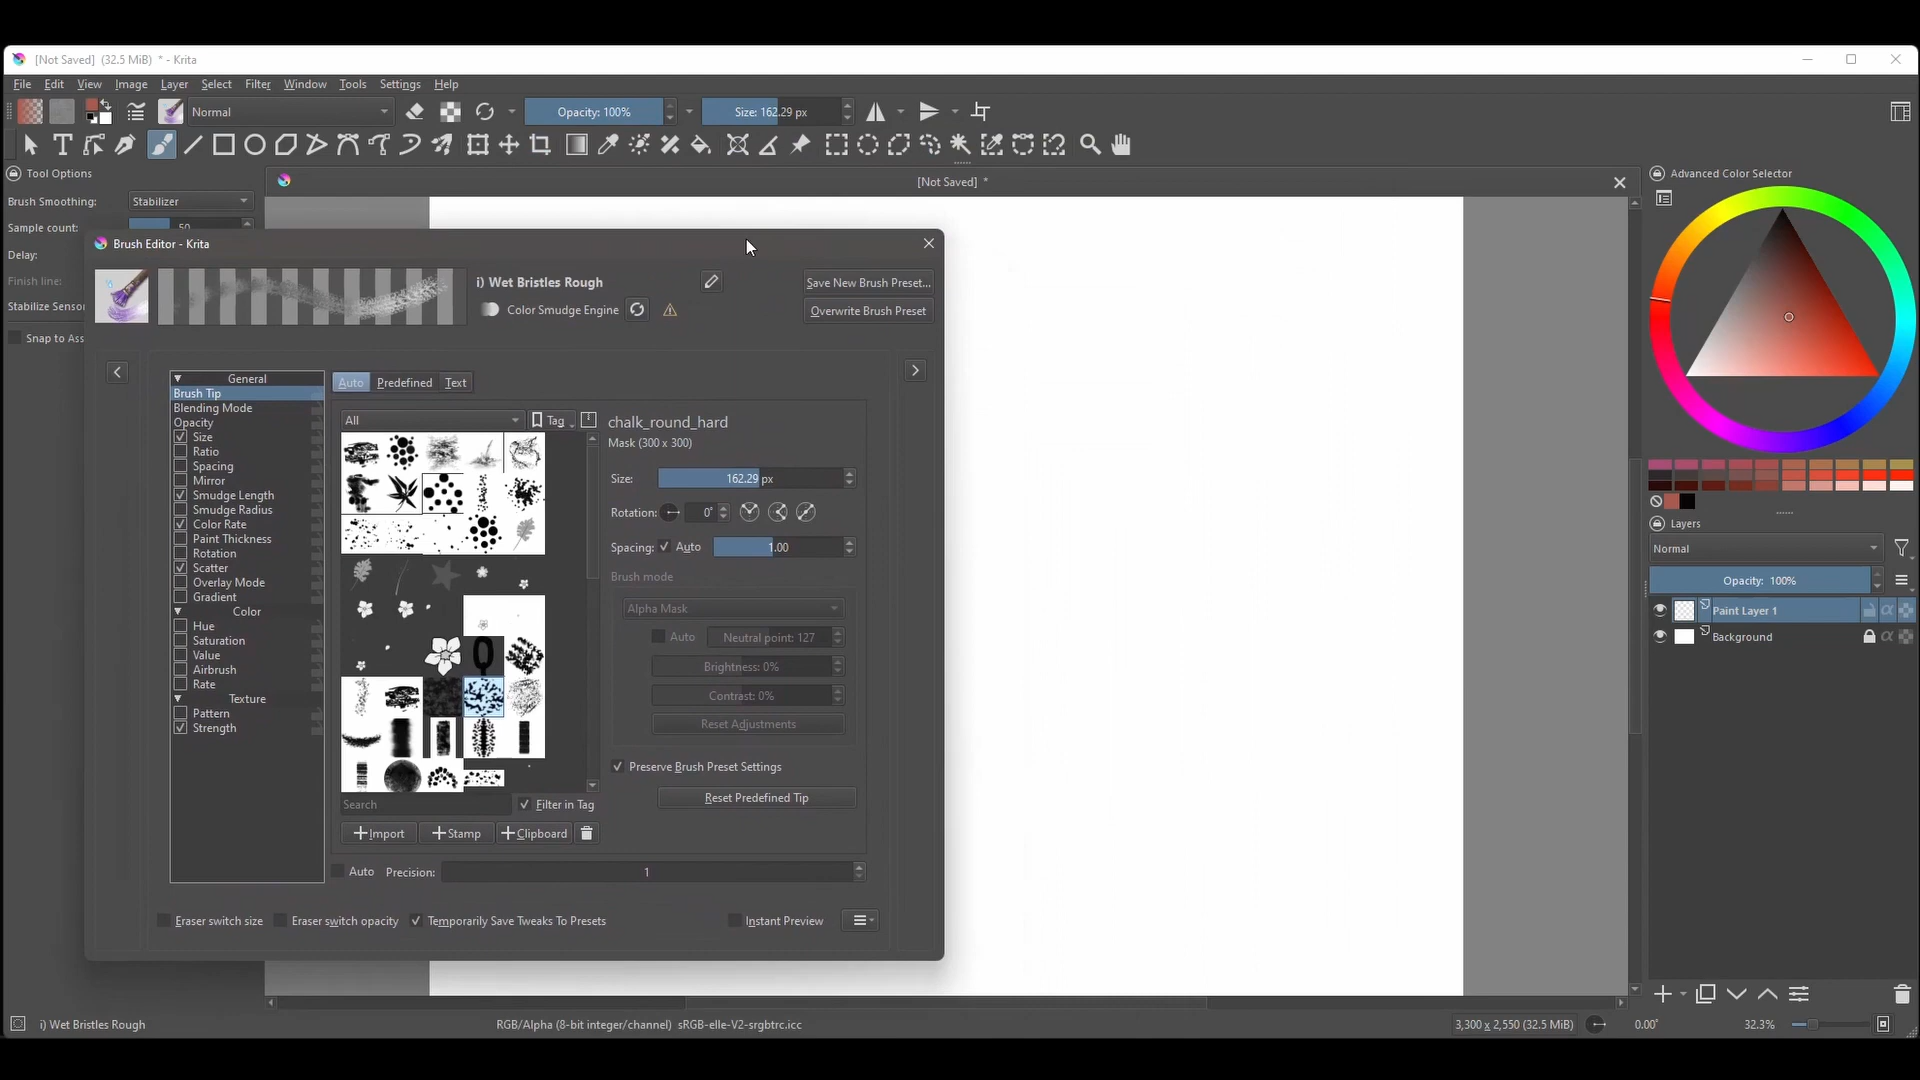 [Not Saved] (32.5 MiB) * - Krita
File Edit View Image Layer Select Filter Window Tools Settings Help
Normal
Opacity: 100%
Size: 162.29 px
Tool Options
[Not Saved] *
Advanced Color Selector
Brush Smoothing: Stabilizer
Sample count: 50
Delay:
Finish line:
Stabilize Sensor
Snap to Ass
Brush Editor - Krita
i) Wet Bristles Rough
Color Smudge Engine
Save New Brush Preset...
Overwrite Brush Preset
General
Brush Tip
Blending Mode
Opacity
Size
Ratio
Spacing
Mirror
Smudge Length
Smudge Radius
Color Rate
Paint Thickness
Rotation
Scatter
Overlay Mode
Gradient
Color
Hue
Saturation
Value
Airbrush
Rate
Texture
Pattern
Strength
Auto Predefined Text
All
Tag
chalk_round_hard
Mask (300 x 300)
Size: 162.29 px
Rotation: 0°
Spacing: Auto 1.00
Brush mode
Alpha Mask
Auto Neutral point: 127
Brightness: 0%
Contrast: 0%
Reset Adjustments
Preserve Brush Preset Settings
Reset Predefined Tip
Search
Filter in Tag
Import
Stamp
Clipboard
Auto Precision: 1
Eraser switch size
Eraser switch opacity
Temporarily Save Tweaks To Presets
Instant Preview
Layers
Normal
Opacity: 100%
Paint Layer 1
Background
i) Wet Bristles Rough
RGB/Alpha (8-bit integer/channel) sRGB-elle-V2-srgbtrc.icc
3,300 x 2,550 (32.5 MiB)
0.00°
32.3%